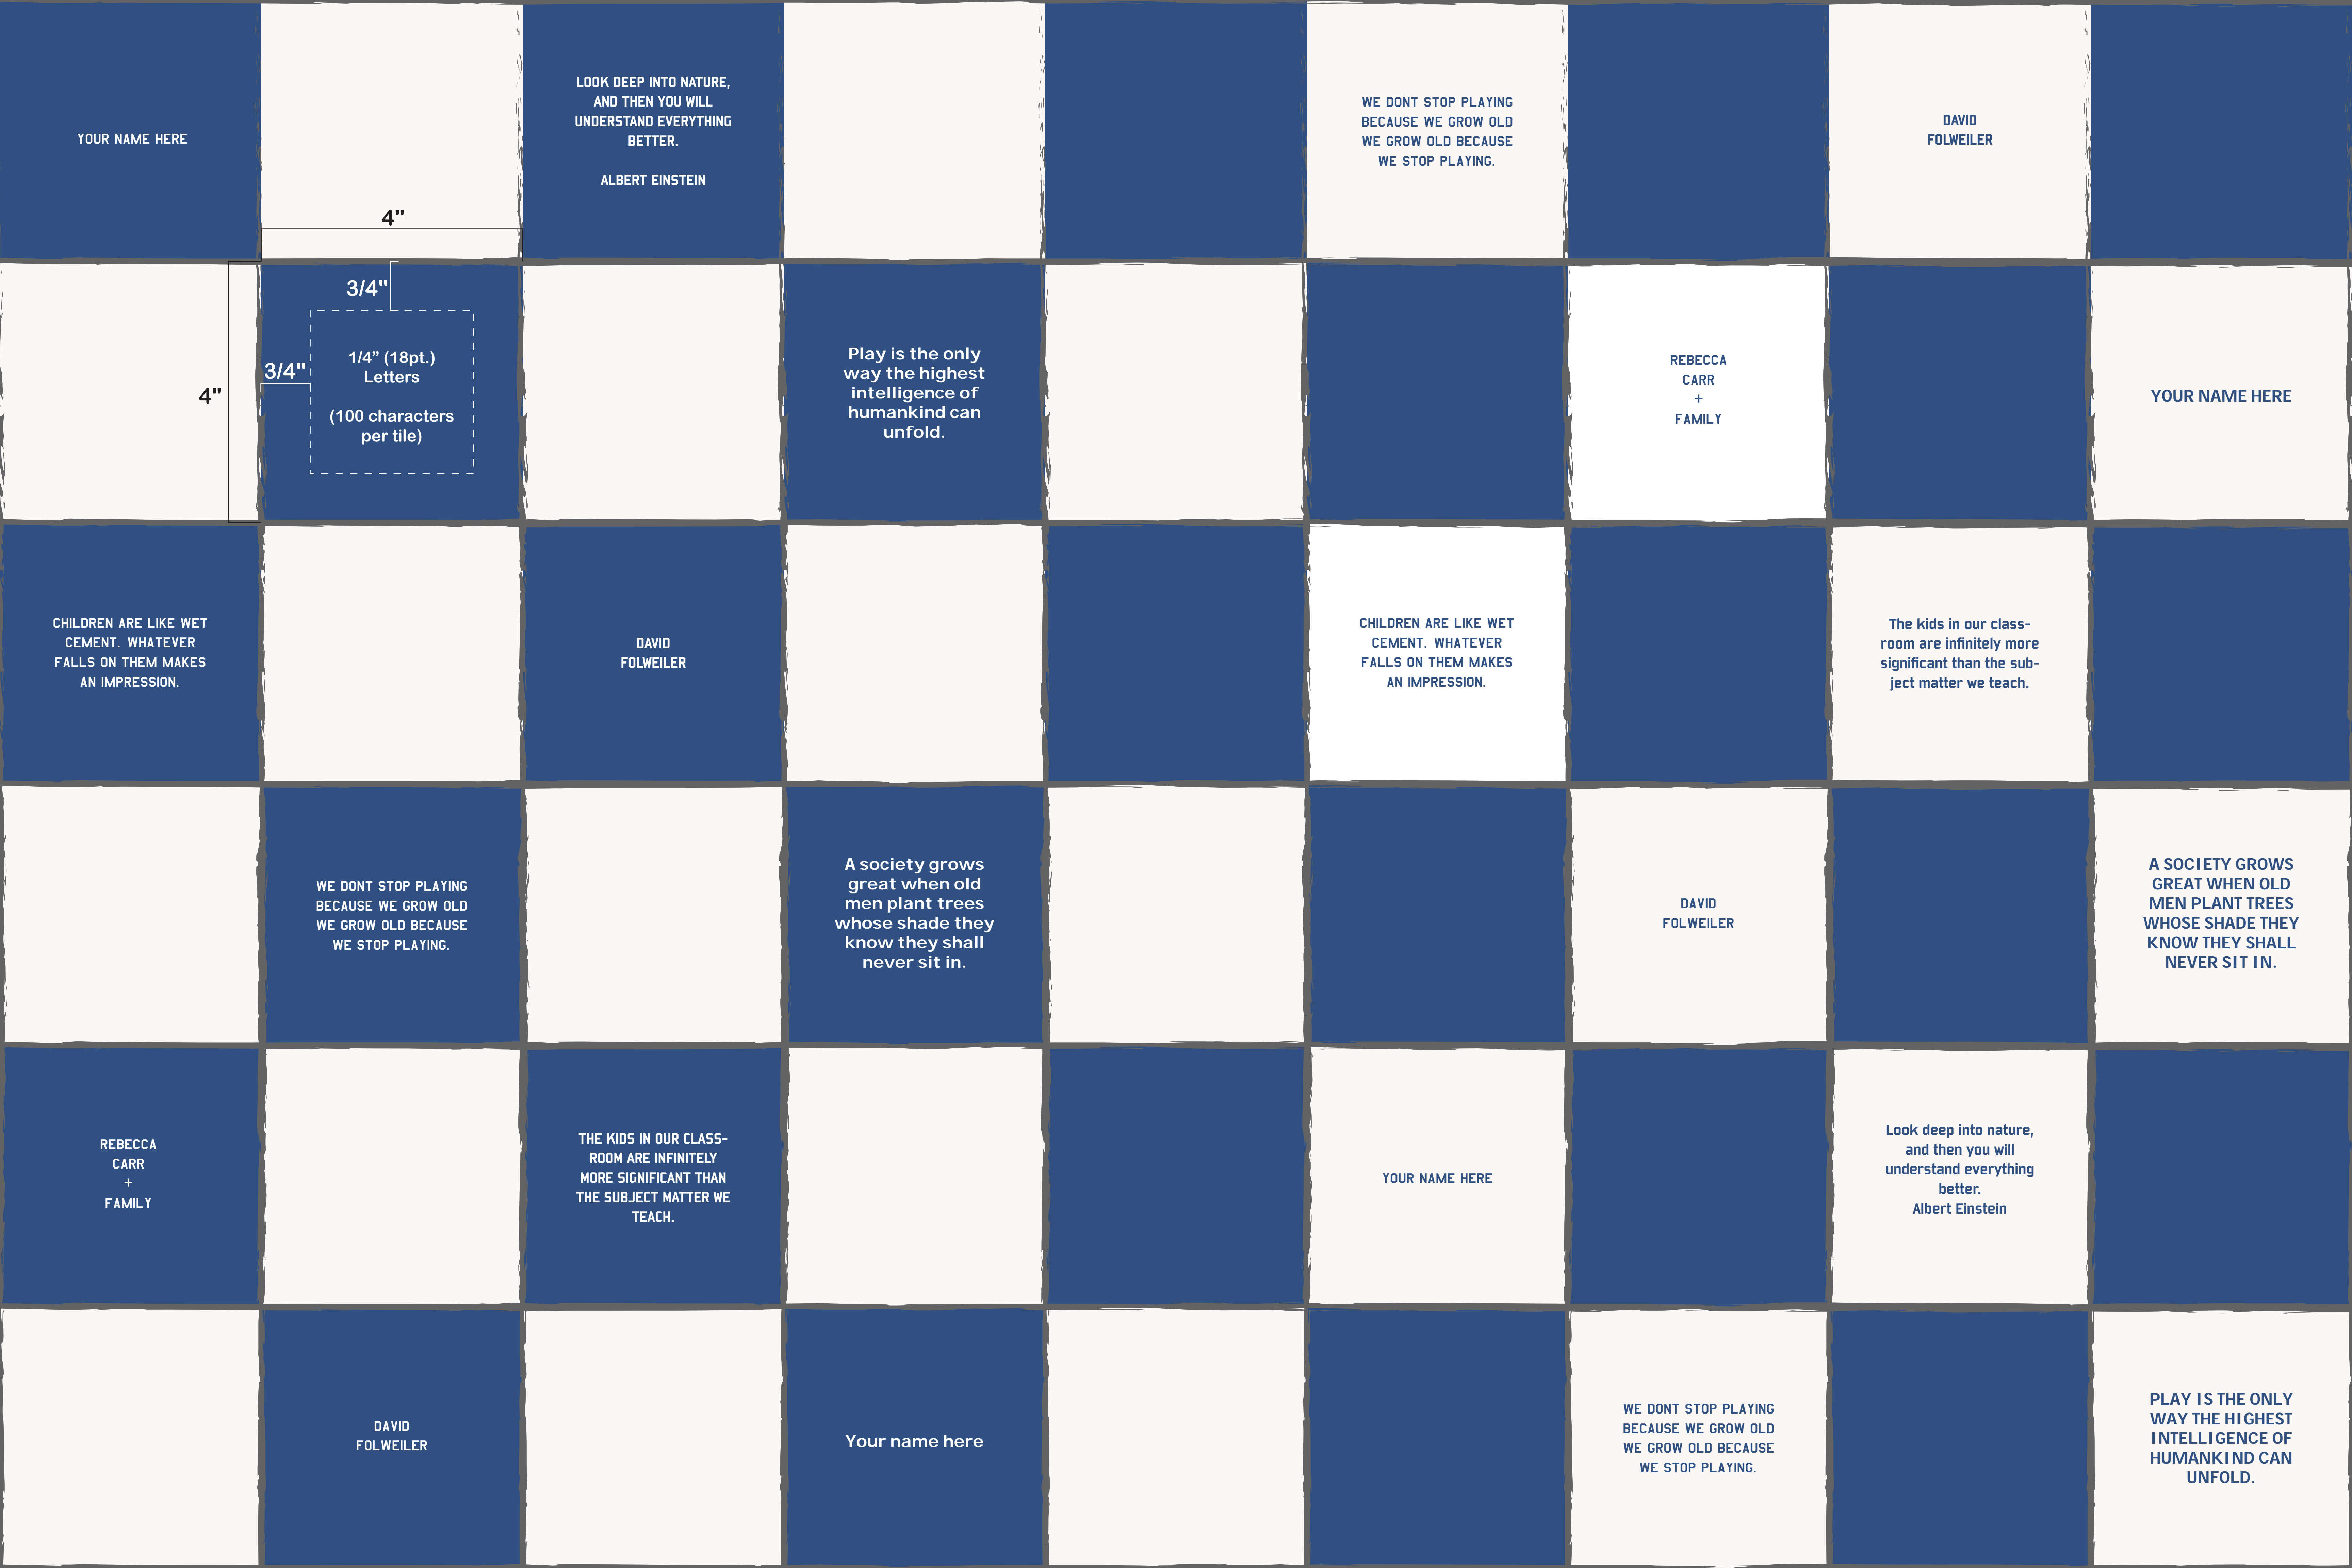 YOUR NAME HERE
LOOK DEEP INTO NATURE,
AND THEN YOU WILL
UNDERSTAND EVERYTHING
BETTER.
ALBERT EINSTEIN
WE DONT STOP PLAYING
BECAUSE WE GROW OLD
WE GROW OLD BECAUSE
WE STOP PLAYING.
DAVID
FOLWEILER
4"
4"
3/4"
3/4"
1/4” (18pt.)
Letters
(100 characters
per tile)
Play is the only
way the highest
intelligence of
humankind can
unfold.
REBECCA
CARR
+
FAMILY
YOUR NAME HERE
CHILDREN ARE LIKE WET
CEMENT. WHATEVER
FALLS ON THEM MAKES
AN IMPRESSION.
DAVID
FOLWEILER
CHILDREN ARE LIKE WET
CEMENT. WHATEVER
FALLS ON THEM MAKES
AN IMPRESSION.
The kids in our class-
room are infinitely more
significant than the sub-
ject matter we teach.
WE DONT STOP PLAYING
BECAUSE WE GROW OLD
WE GROW OLD BECAUSE
WE STOP PLAYING.
A society grows
great when old
men plant trees
whose shade they
know they shall
never sit in.
DAVID
FOLWEILER
A SOCIETY GROWS
GREAT WHEN OLD
MEN PLANT TREES
WHOSE SHADE THEY
KNOW THEY SHALL
NEVER SIT IN.
REBECCA
CARR
+
FAMILY
THE KIDS IN OUR CLASS-
ROOM ARE INFINITELY
MORE SIGNIFICANT THAN
THE SUBJECT MATTER WE
TEACH.
YOUR NAME HERE
Look deep into nature,
and then you will
understand everything
better.
Albert Einstein
DAVID
FOLWEILER
Your name here
WE DONT STOP PLAYING
BECAUSE WE GROW OLD
WE GROW OLD BECAUSE
WE STOP PLAYING.
PLAY IS THE ONLY
WAY THE HIGHEST
INTELLIGENCE OF
HUMANKIND CAN
UNFOLD.